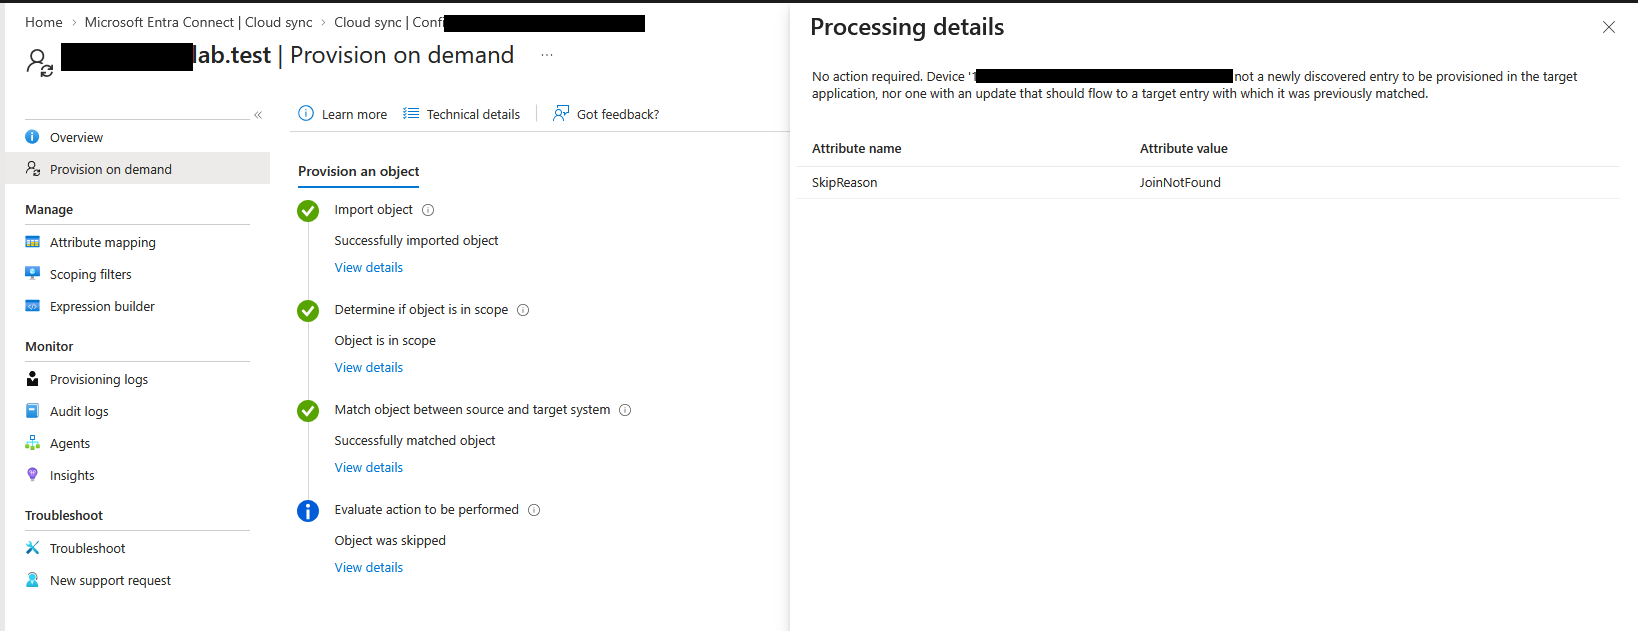 Home > Microsoft Entra Connect | Cloud sync > Cloud sync | Conf
lab.test | Provision on demand ...
«
Overview
Provision on demand
Manage
Attribute mapping
Scoping filters
Expression builder
Monitor
Provisioning logs
Audit logs
Agents
Insights
Troubleshoot
Troubleshoot
New support request
Learn more
Technical details
Got feedback?
Provision an object
Import object
Successfully imported object
View details
Determine if object is in scope
Object is in scope
View details
Match object between source and target system
Successfully matched object
View details
Evaluate action to be performed
Object was skipped
View details
Processing details
No action required. Device '1 not a newly discovered entry to be provisioned in the target
application, nor one with an update that should flow to a target entry with which it was previously matched.
Attribute name Attribute value
SkipReason JoinNotFound